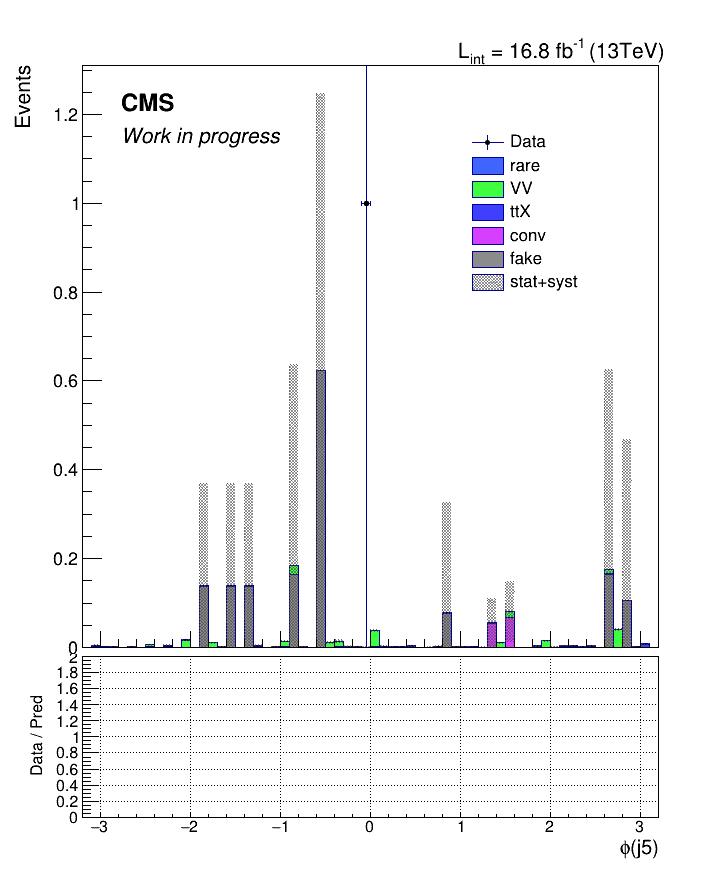 L_int = 16.8 fb^-1 (13TeV)
Events
CMS
Work in progress
Data
rare
VV
ttX
conv
fake
stat+syst
1.2
1
0.8
0.6
0.4
0.2
0
Data / Pred
2
1.8
1.6
1.4
1.2
1
0.8
0.6
0.4
0.2
0
−3 −2 −1 0 1 2 3
ϕ(j5)